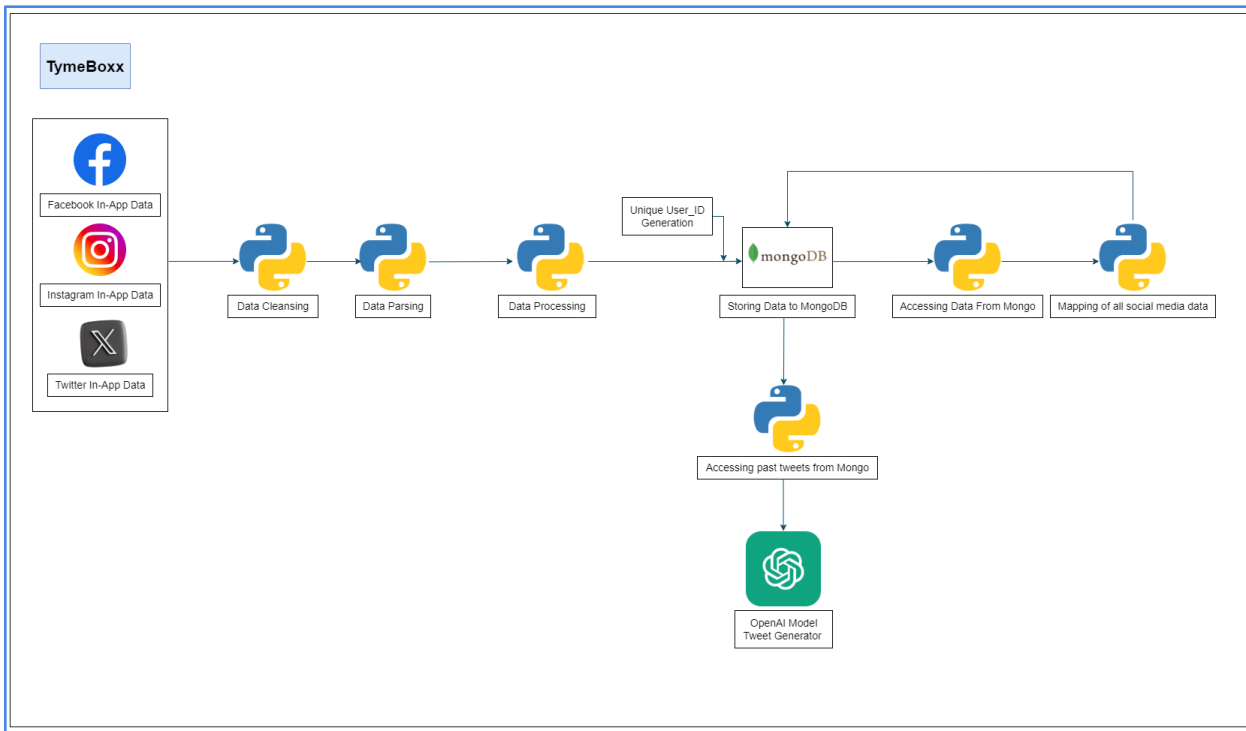 TymeBoxx
Facebook In-App Data
Instagram In-App Data
Twitter In-App Data
Data Cleansing
Data Parsing
Data Processing
Unique User_ID
Generation
mongoDB
Storing Data to MongoDB
Accessing Data From Mongo
Mapping of all social media data
Accessing past tweets from Mongo
OpenAI Model
Tweet Generator